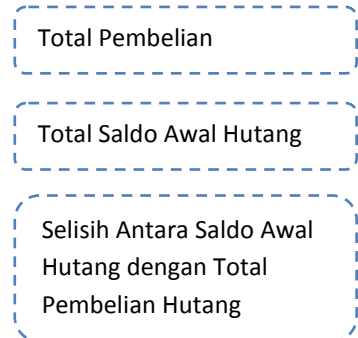 Total Pembelian
Total Saldo Awal Hutang
Selisih Antara Saldo Awal
Hutang dengan Total
Pembelian Hutang